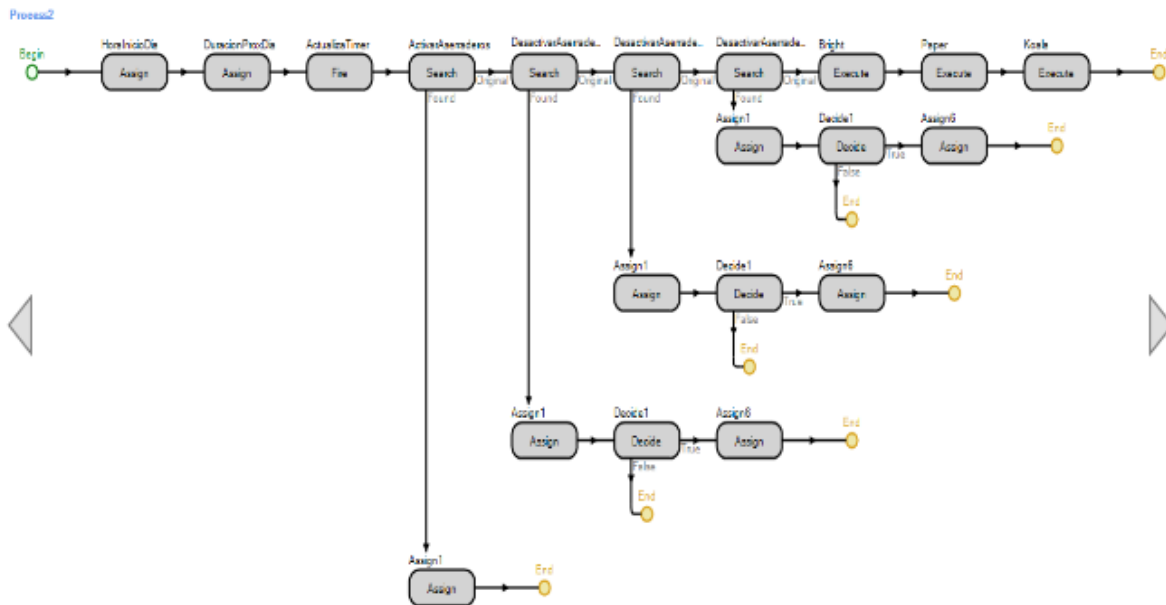 Process2
Begin
HoraInicioDia
DuracionProxDia
ActualizaTimer
ActivarAserraderos
DesactivarAserrade..
DesactivarAserrade..
DesactivarAserrade..
Bright
Paper
Koala
End
Assign
Assign
Fire
Search
Search
Search
Search
Execute
Execute
Execute
Original
Original
Original
Original
Found
Found
Found
Found
Assign1
Decide1
Assign6
End
Assign
Decide
Assign
True
False
End
Assign1
Decide1
Assign6
End
Assign
Decide
Assign
True
False
End
Assign1
Decide1
Assign6
End
Assign
Decide
Assign
True
False
End
Assign1
End
Assign